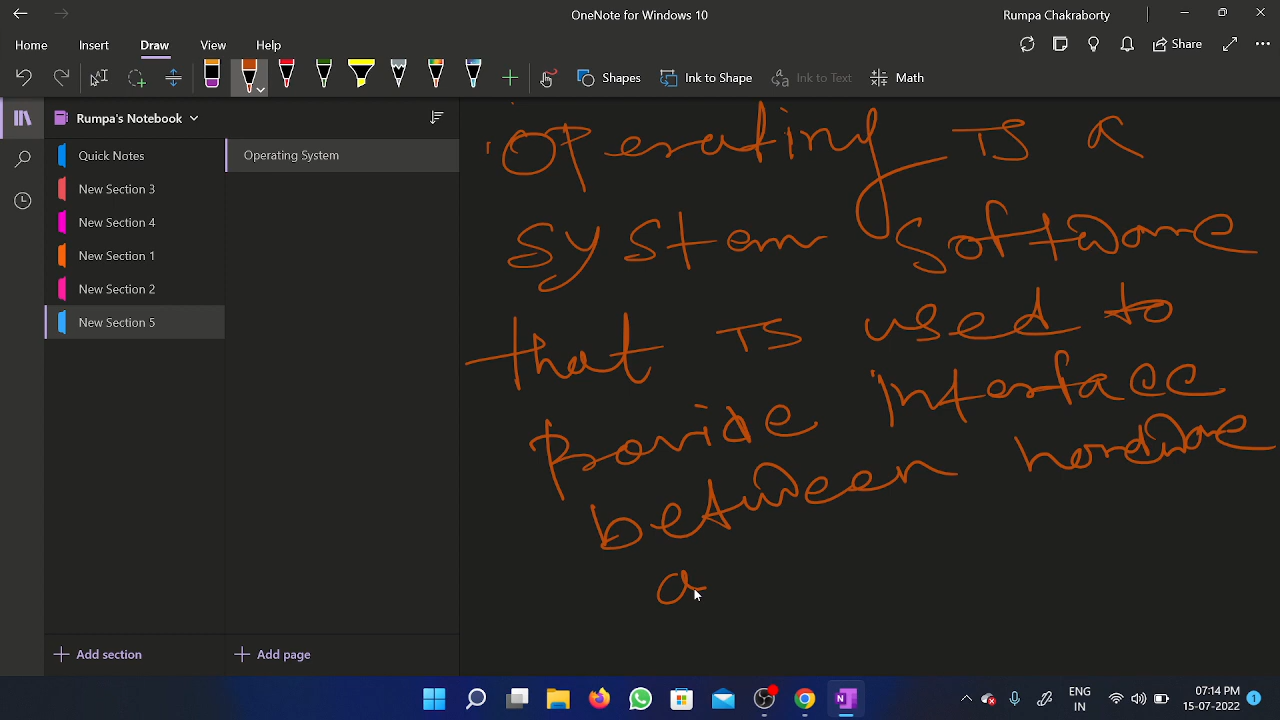 OneNote for Windows 10
Rumpa Chakraborty
Home Insert Draw View Help
Share
Shapes Ink to Shape Ink to Text Math
Rumpa's Notebook
Quick Notes
New Section 3
New Section 4
New Section 1
New Section 2
New Section 5
Operating System
Operating is a
system software
that is used to
provide interface
between hardware
a
Add section
Add page
ENG
IN
07:14 PM
15-07-2022
1